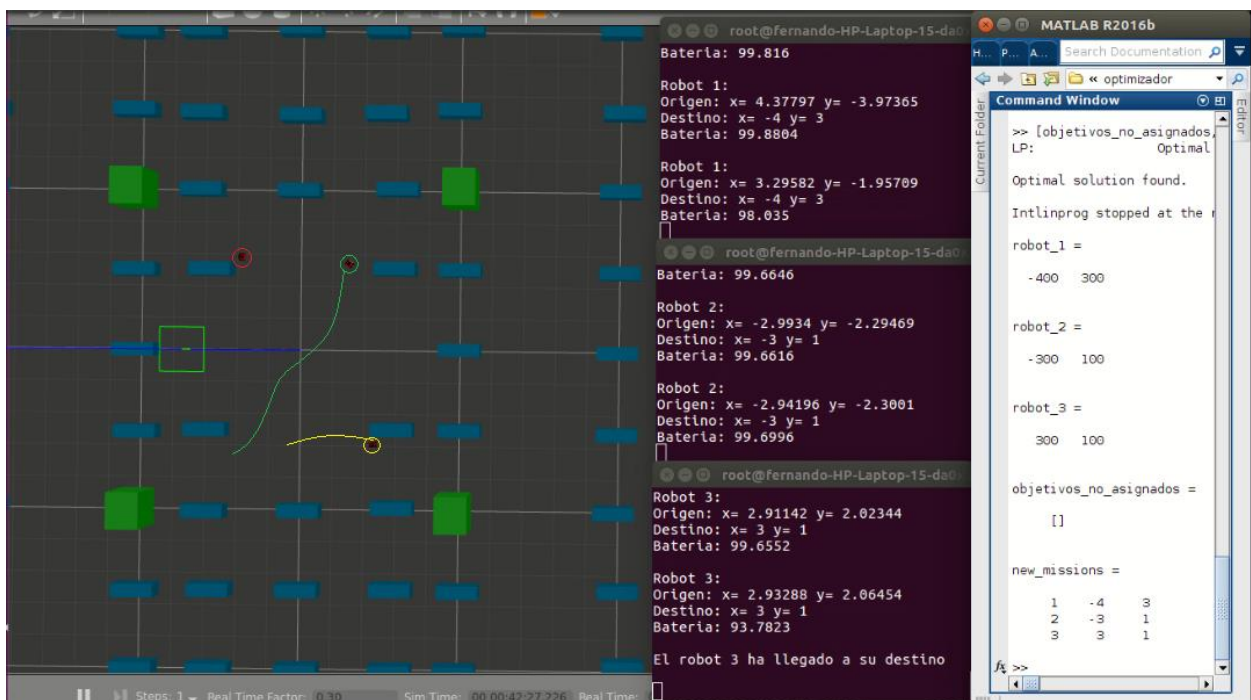 root@fernando-HP-Laptop-15-da0
Bateria: 99.816
Robot 1:
Origen: x= 4.37797 y= -3.97365
Destino: x= -4 y= 3
Bateria: 99.8804
Robot 1:
Origen: x= 3.29582 y= -1.95709
Destino: x= -4 y= 3
Bateria: 98.035
root@fernando-HP-Laptop-15-da0
Bateria: 99.6646
Robot 2:
Origen: x= -2.9934 y= -2.29469
Destino: x= -3 y= 1
Bateria: 99.6616
Robot 2:
Origen: x= -2.94196 y= -2.3001
Destino: x= -3 y= 1
Bateria: 99.6996
root@fernando-HP-Laptop-15-da0
Robot 3:
Origen: x= 2.91142 y= 2.02344
Destino: x= 3 y= 1
Bateria: 99.6552
Robot 3:
Origen: x= 2.93288 y= 2.06454
Destino: x= 3 y= 1
Bateria: 93.7823
El robot 3 ha llegado a su destino
MATLAB R2016b
H... P... A... Search Documentation
« optimizador
Current Folder
Command Window
Editor
>> [objetivos_no_asignados,
LP: Optimal
Optimal solution found.
Intlinprog stopped at the
robot_1 =
-400 300
robot_2 =
-300 100
robot_3 =
300 100
objetivos_no_asignados =
[]
new_missions =
1 -4 3
2 -3 1
3 3 1
fx >>
Steps: 1 Real Time Factor: 0.30 Sim Time: 00 00:42:27.226 Real Time: